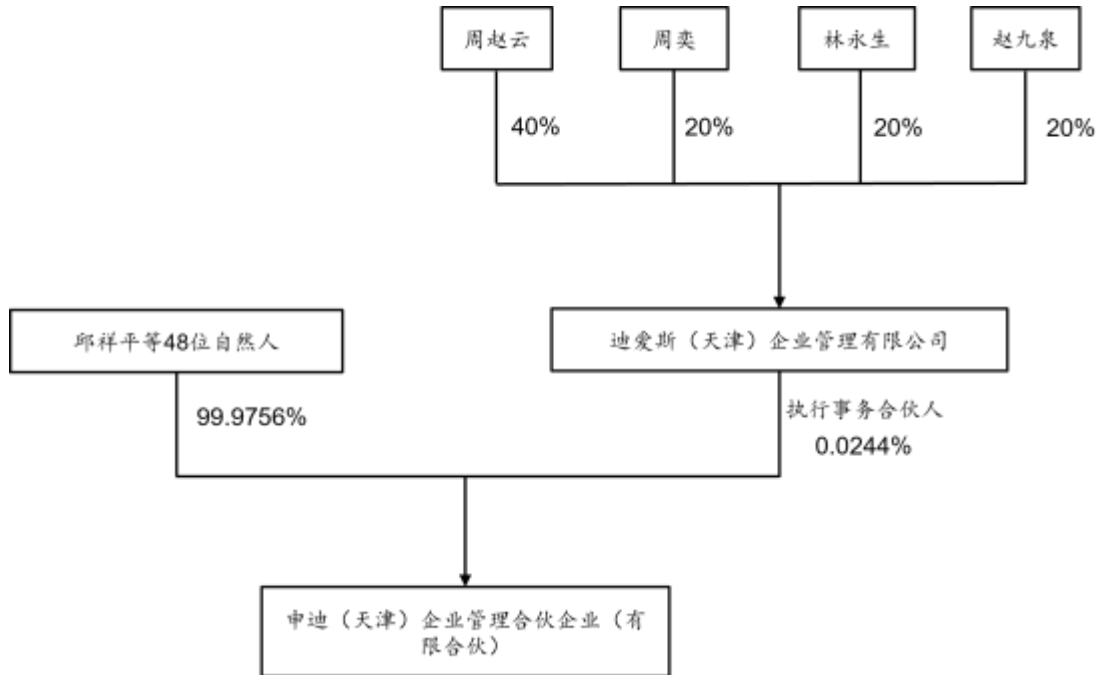 周赵云
周奕
林永生
赵九泉
40%
20%
20%
20%
邱祥平等48位自然人
迪爱斯（天津）企业管理有限公司
99.9756%
执行事务合伙人
0.0244%
申迪（天津）企业管理合伙企业（有
限合伙）